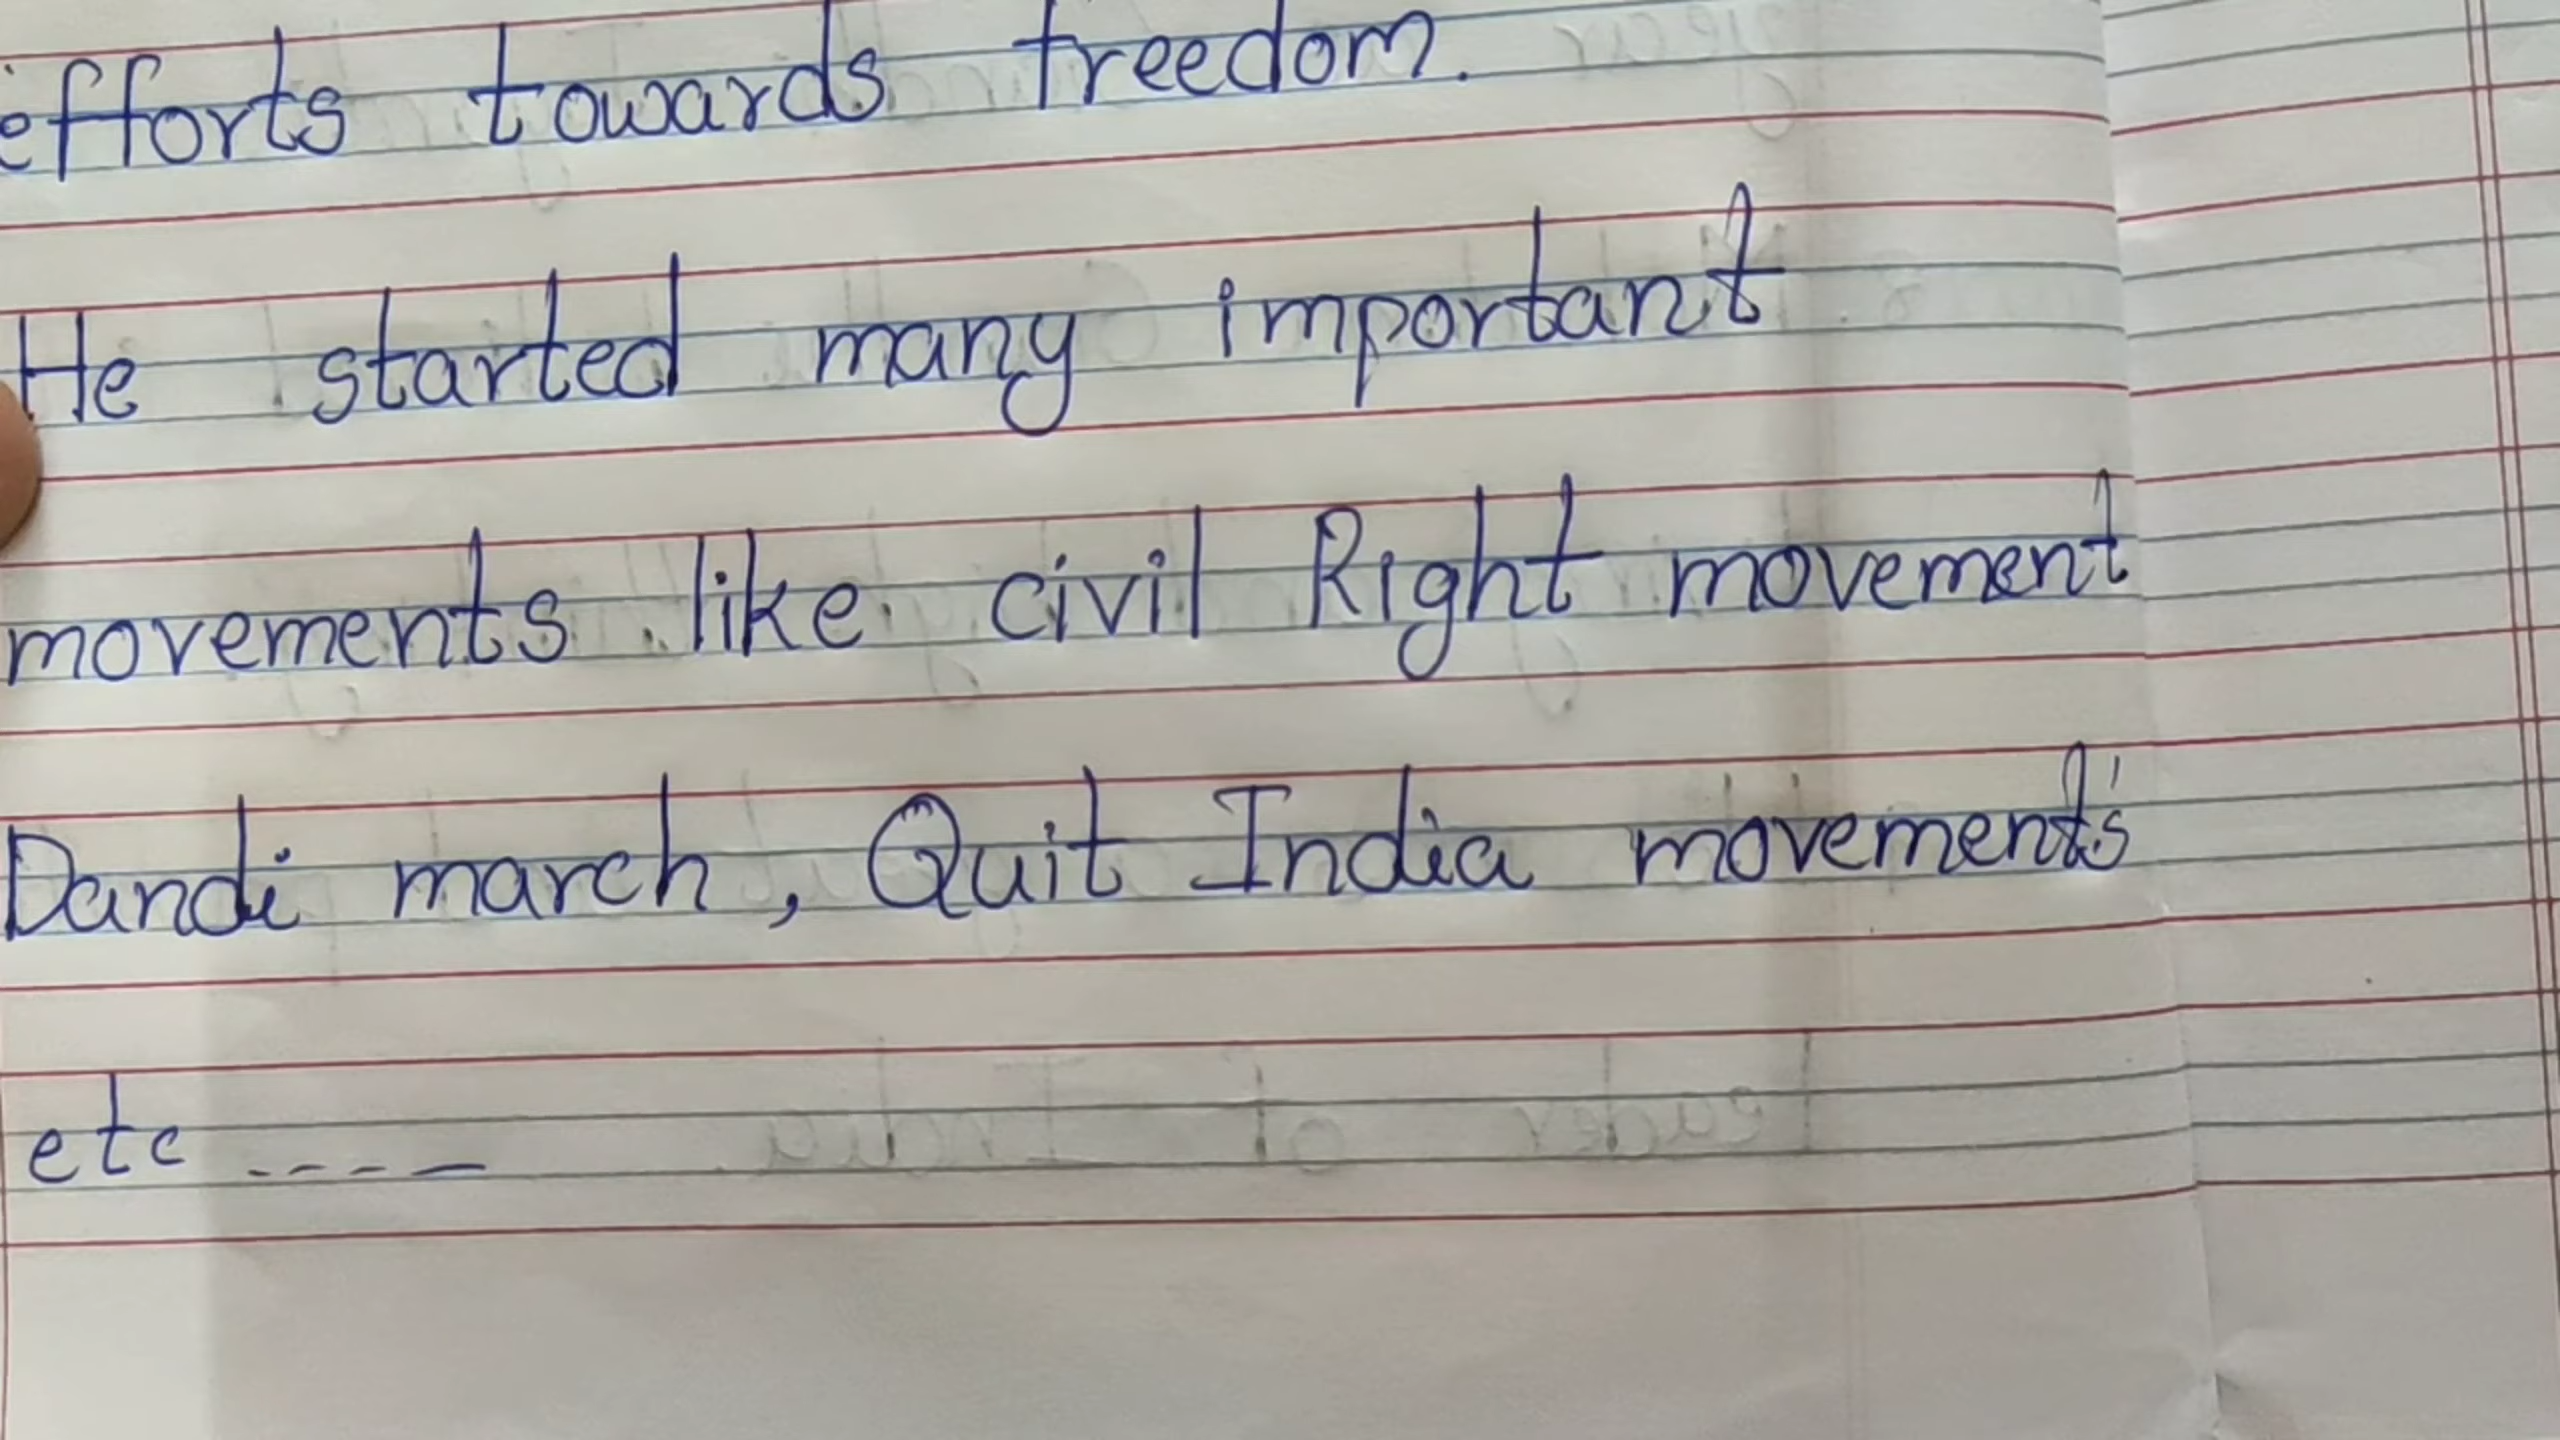 efforts towards freedom.
He started many important
movements like civil Right movement
Dandi march, Quit India movements
etc -----